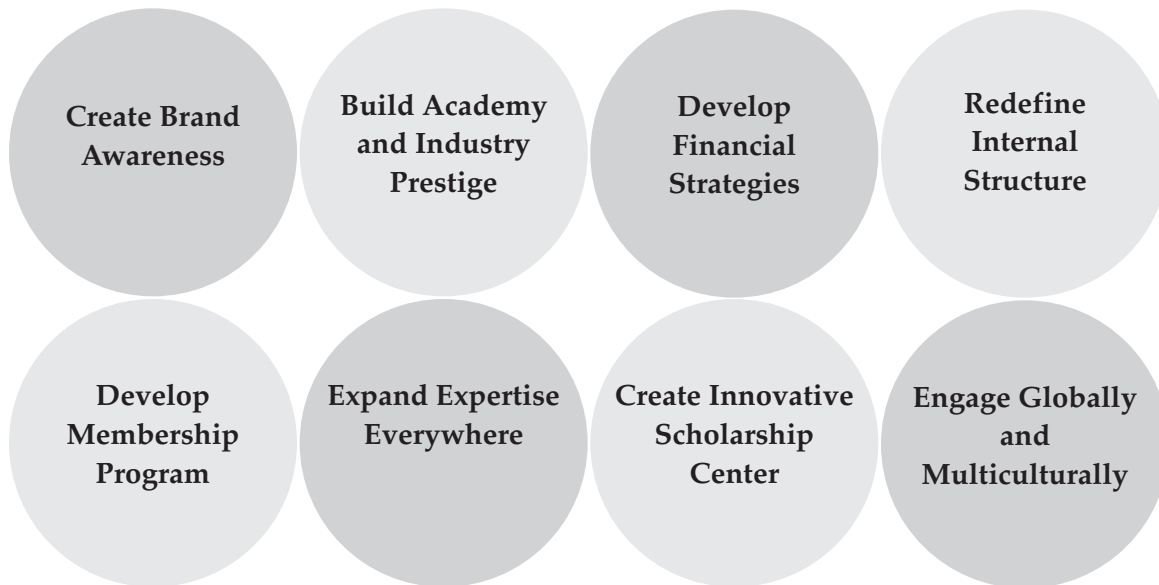 Create Brand
Awareness
Build Academy
and Industry
Prestige
Develop
Financial
Strategies
Redefine
Internal
Structure
Develop
Membership
Program
Expand Expertise
Everywhere
Create Innovative
Scholarship
Center
Engage Globally
and
Multiculturally